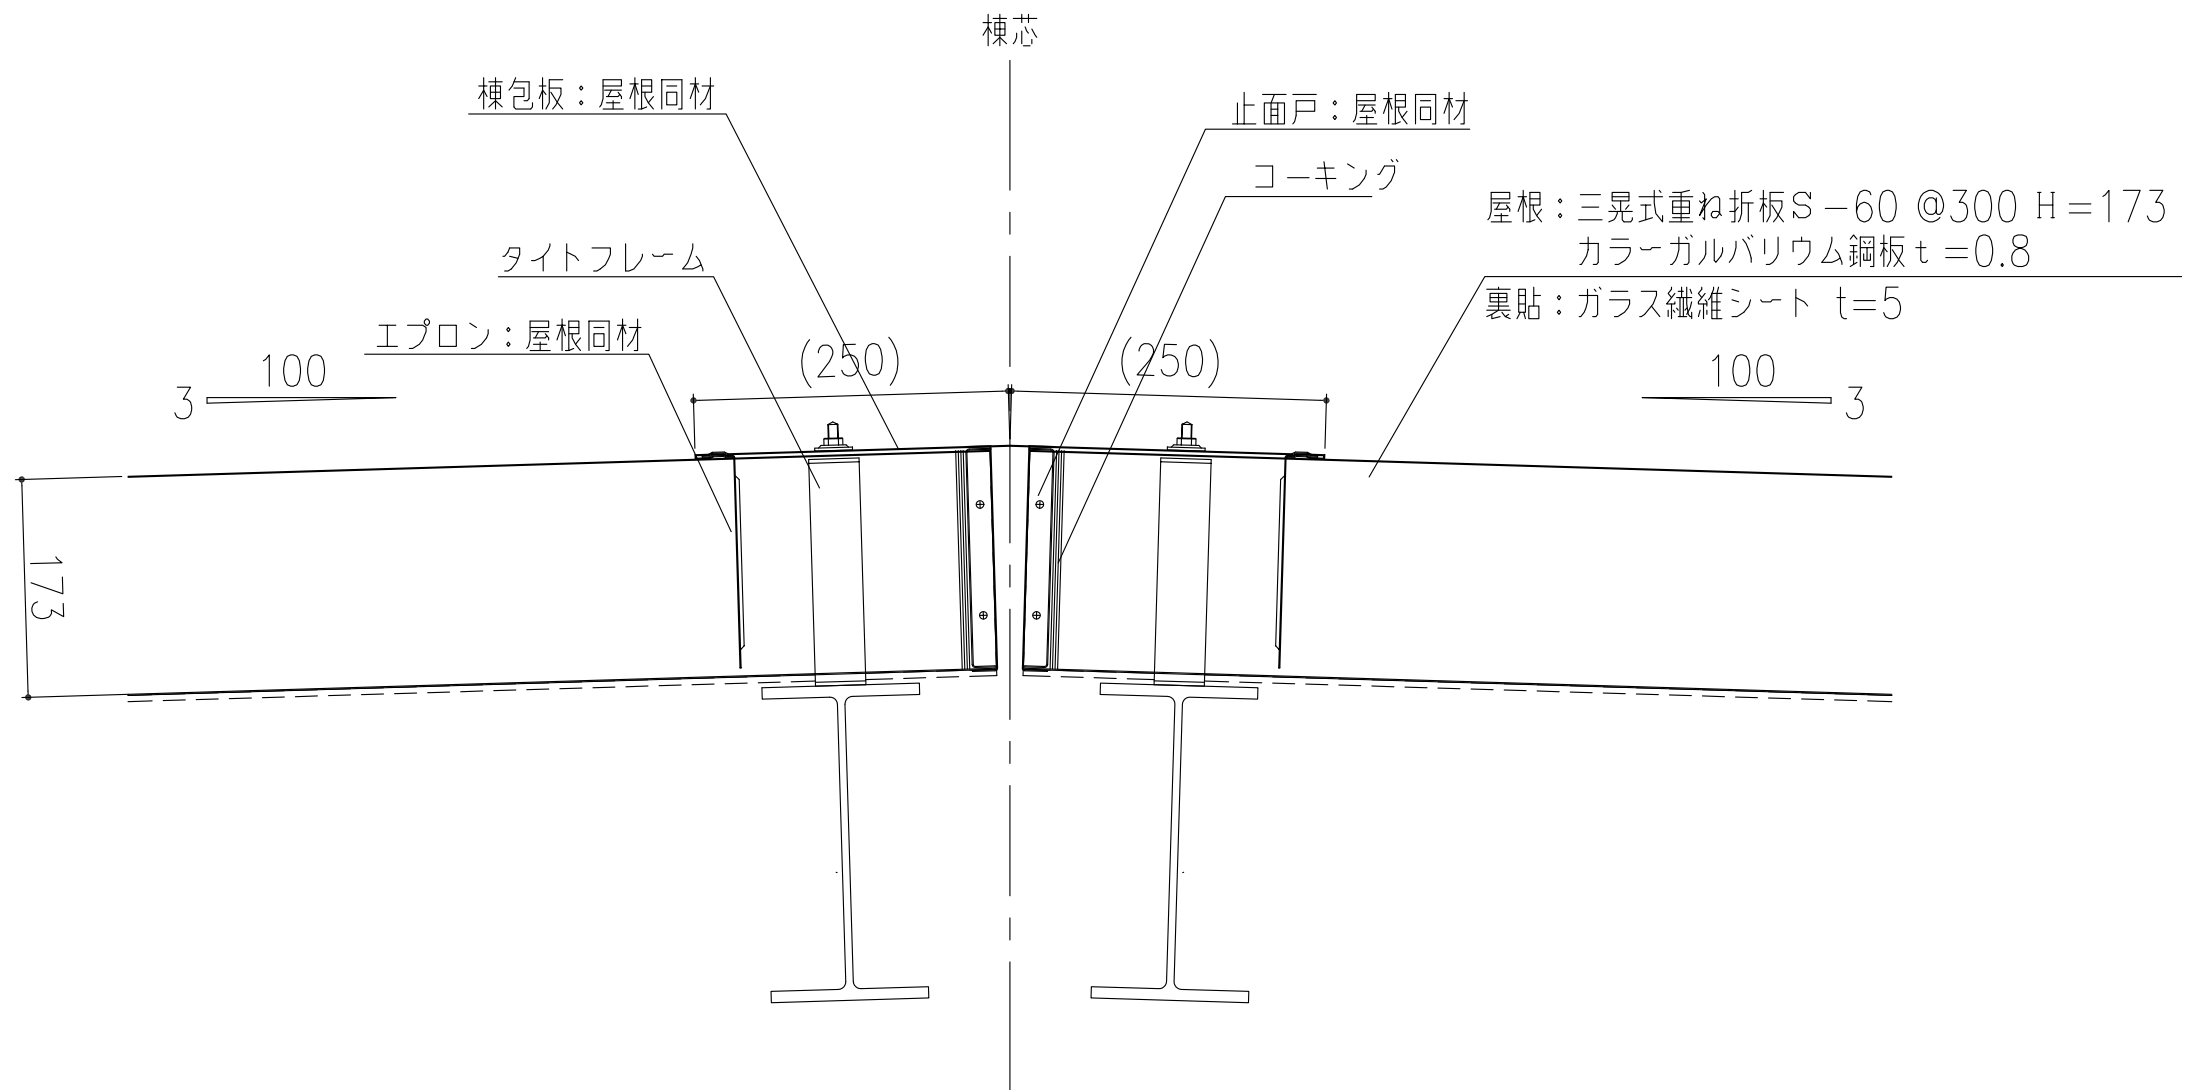 棟芯
棟包板：屋根同材
止面戸：屋根同材
コーキング
屋根：三晃式重ね折板S-60 @300 H=173
カラーガルバリウム鋼板t=0.8
裏貼：ガラス繊維シート t=5
タイトフレーム
エプロン：屋根同材
100
3
(250)
(250)
100
3
173